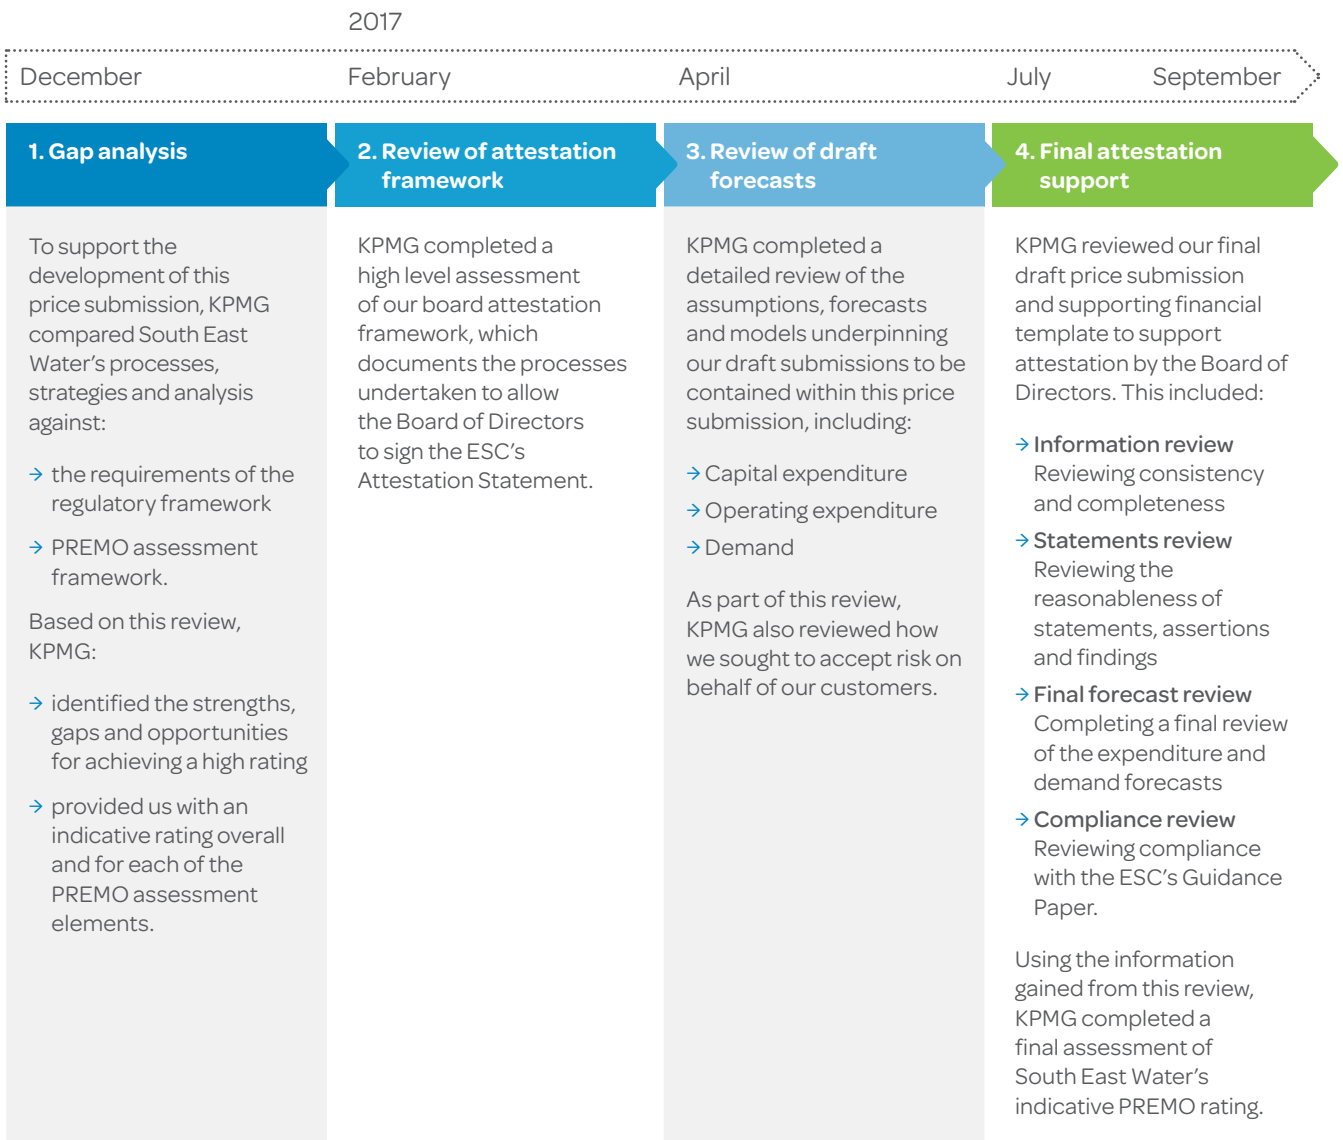 2017
December
February
April
July
September
1. Gap analysis
To support the
development of this
price submission, KPMG
compared South East
Water's processes,
strategies and analysis
against:
→ the requirements of the
regulatory framework
→ PREMO assessment
framework.
Based on this review,
KPMG:
→ identified the strengths,
gaps and opportunities
for achieving a high rating
→ provided us with an
indicative rating overall
and for each of the
PREMO assessment
elements.
2. Review of attestation
framework
KPMG completed a
high level assessment
of our board attestation
framework, which
documents the processes
undertaken to allow
the Board of Directors
to sign the ESC's
Attestation Statement.
3. Review of draft
forecasts
KPMG completed a
detailed review of the
assumptions, forecasts
and models underpinning
our draft submissions to be
contained within this price
submission, including:
→ Capital expenditure
→ Operating expenditure
→ Demand
As part of this review,
KPMG also reviewed how
we sought to accept risk on
behalf of our customers.
4. Final attestation
support
KPMG reviewed our final
draft price submission
and supporting financial
template to support
attestation by the Board of
Directors. This included:
→ Information review
Reviewing consistency
and completeness
→ Statements review
Reviewing the
reasonableness of
statements, assertions
and findings
→ Final forecast review
Completing a final review
of the expenditure and
demand forecasts
→ Compliance review
Reviewing compliance
with the ESC's Guidance
Paper.
Using the information
gained from this review,
KPMG completed a
final assessment of
South East Water's
indicative PREMO rating.